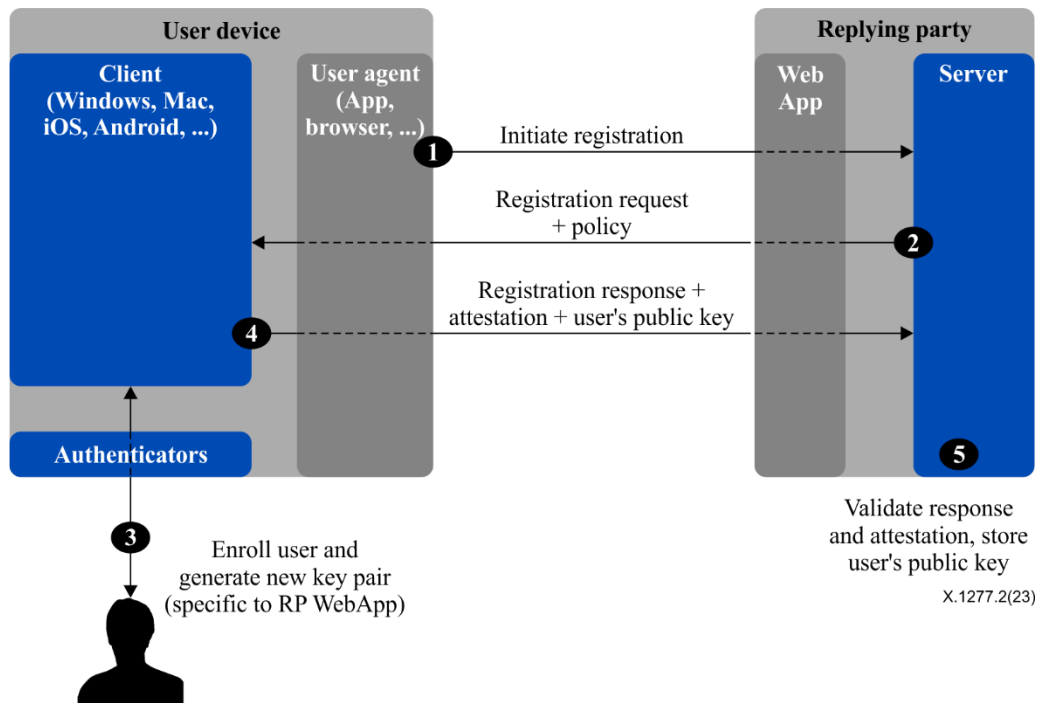 User device
Replying party
Client
(Windows, Mac,
iOS, Android, ...)
User agent
(App,
browser, ...)
Web
App
Server
1
Initiate registration
Registration request
+ policy
2
Registration response +
attestation + user's public key
4
Authenticators
5
3
Enroll user and
generate new key pair
(specific to RP WebApp)
Validate response
and attestation, store
user's public key
X.1277.2(23)